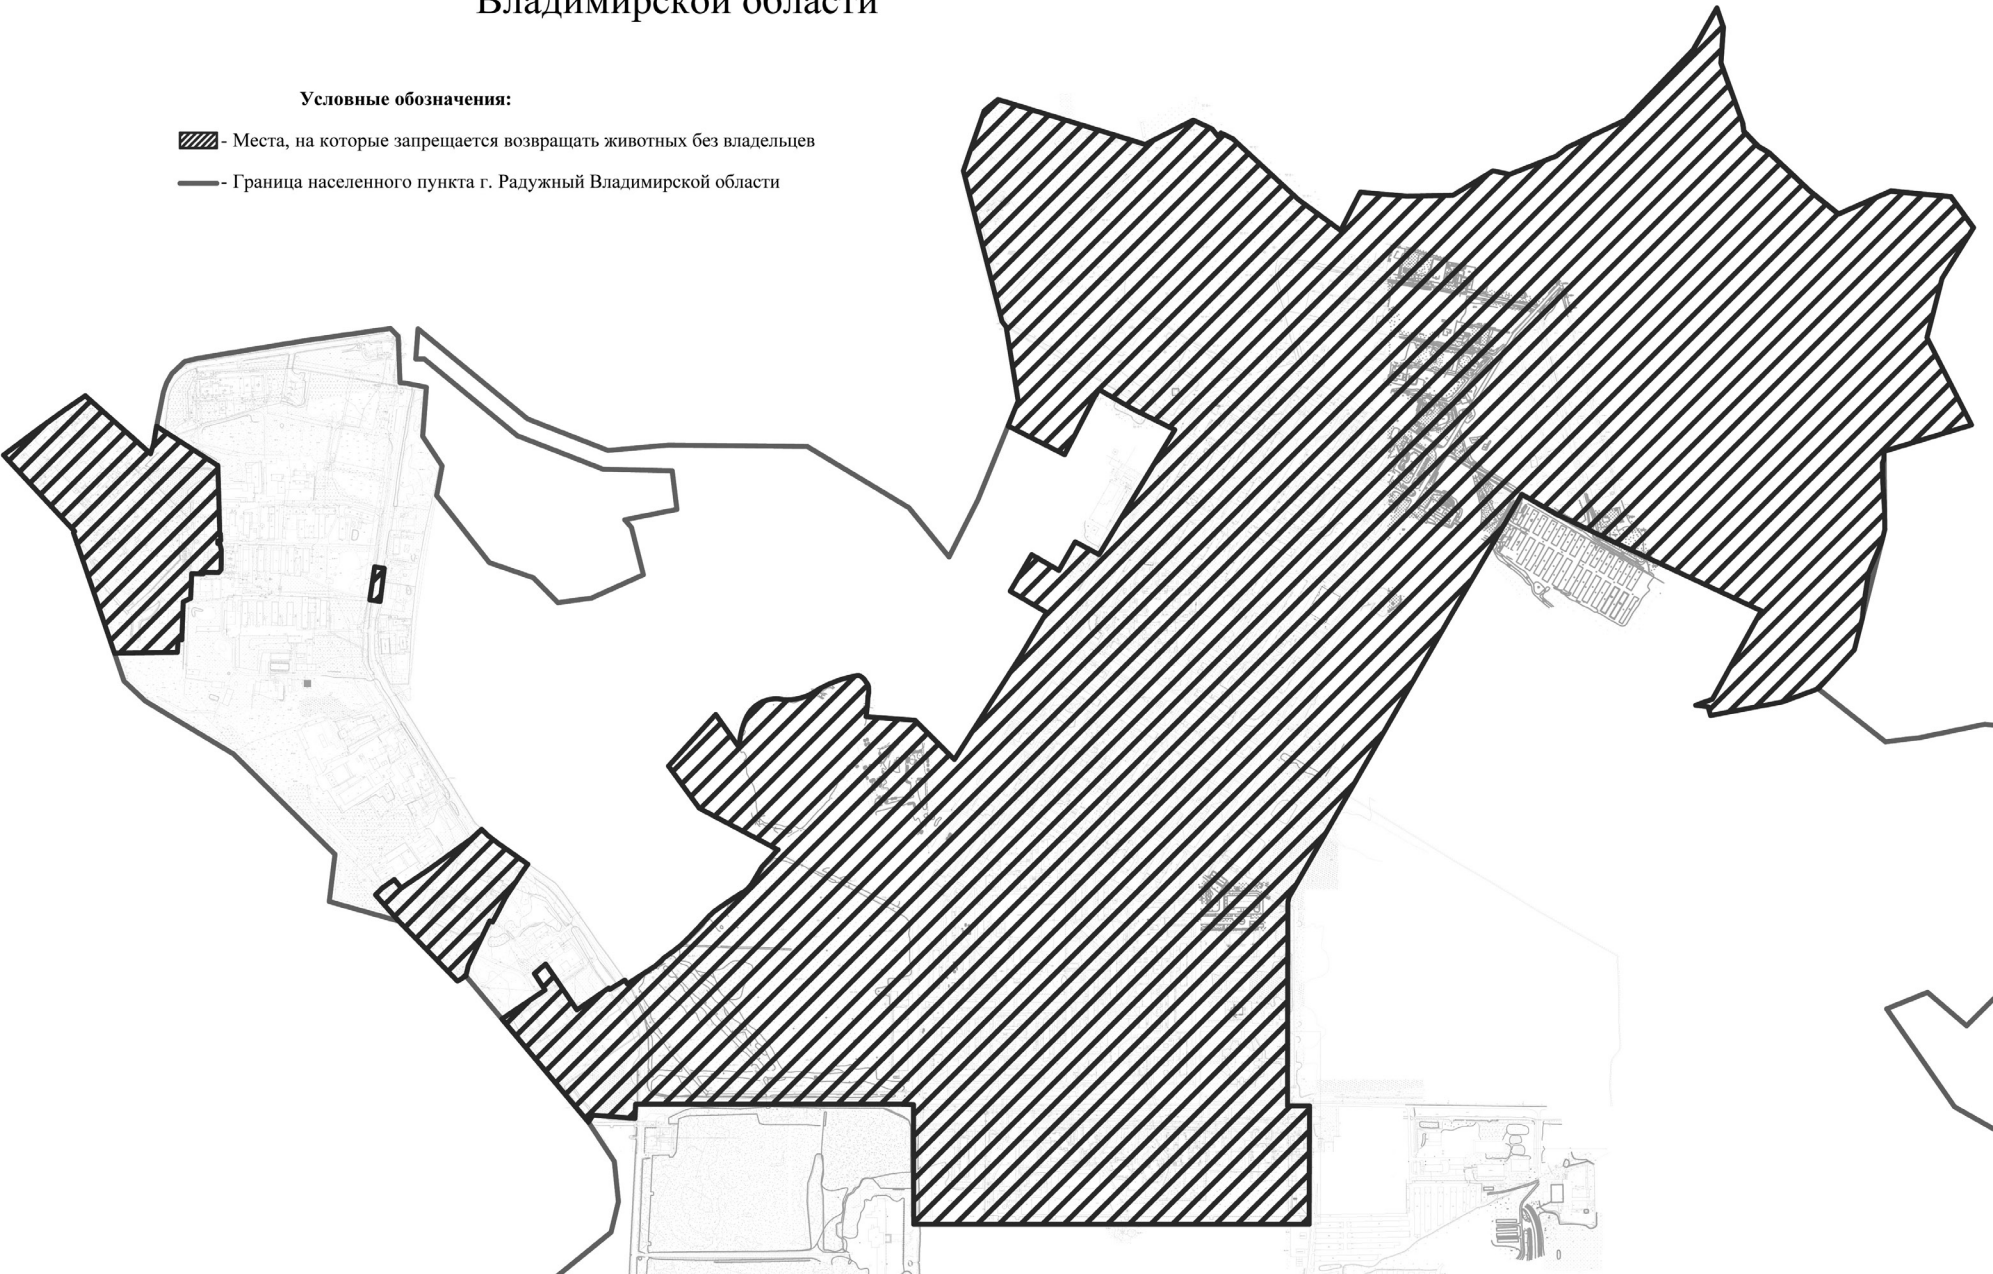 Владимирской области
Условные обозначения:
- Места, на которые запрещается возвращать животных без владельцев
- Граница населенного пункта г. Радужный Владимирской области